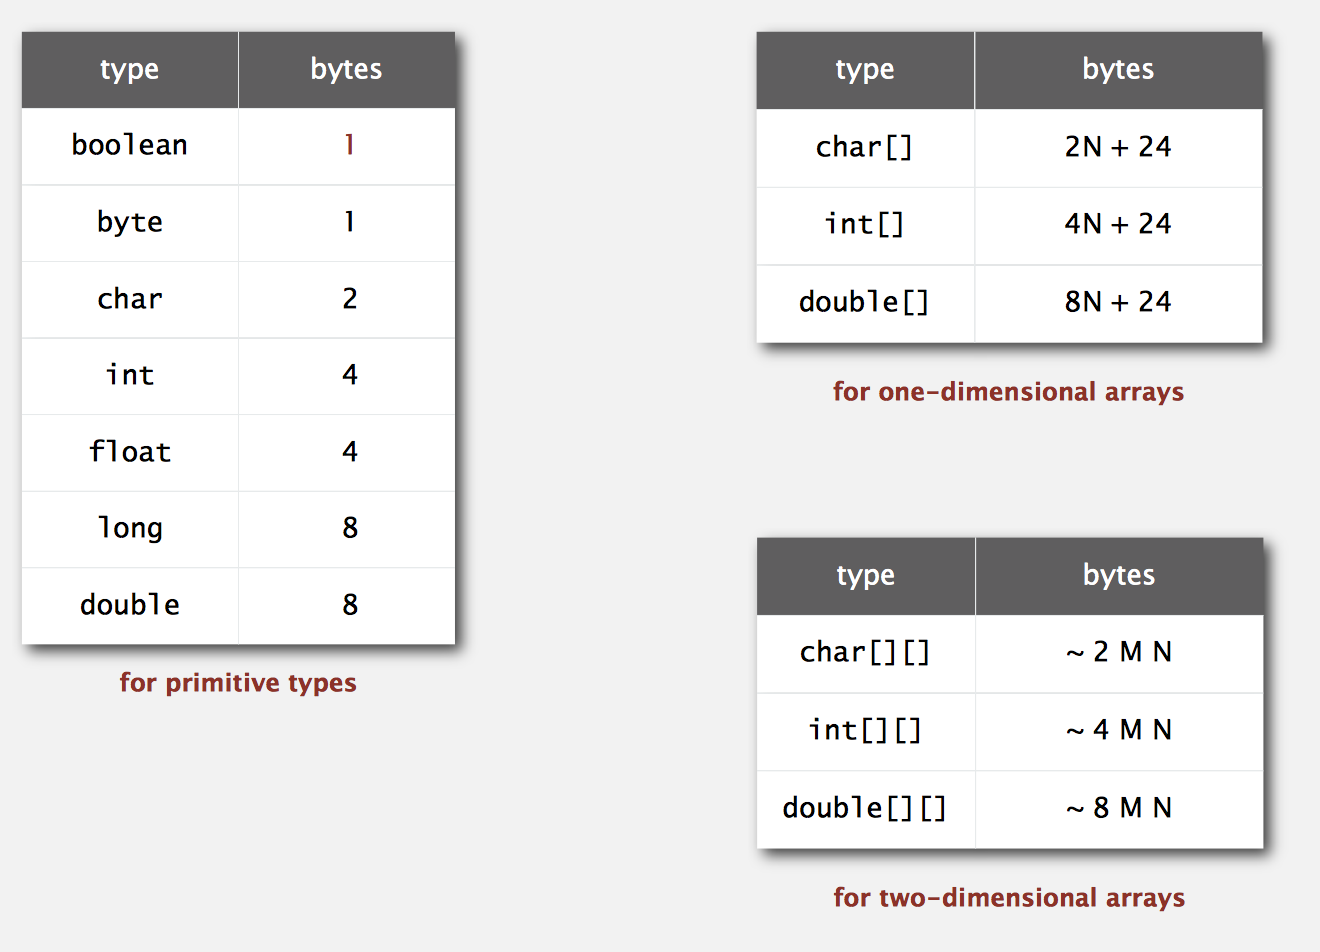 type bytes
boolean 1
byte 1
char 2
int 4
float 4
long 8
double 8
for primitive types
type bytes
char[] 2N + 24
int[] 4N + 24
double[] 8N + 24
for one-dimensional arrays
type bytes
char[][] ~ 2 M N
int[][] ~ 4 M N
double[][] ~ 8 M N
for two-dimensional arrays